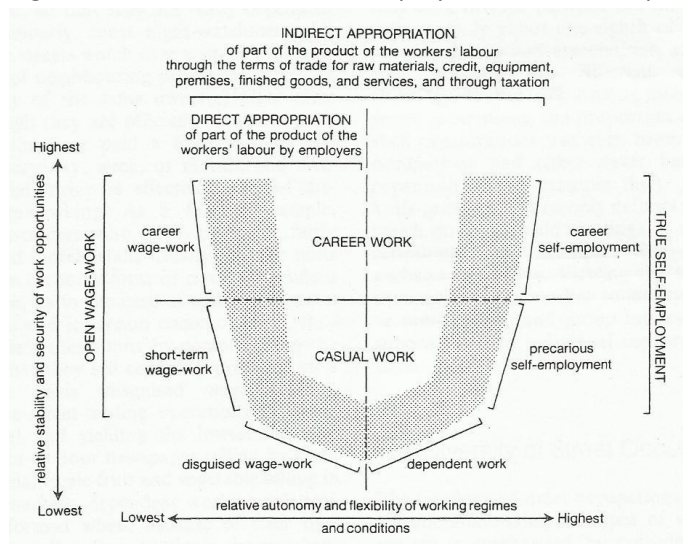 INDIRECT APPROPRIATION
of part of the product of the workers' labour
through the terms of trade for raw materials, credit, equipment,
premises, finished goods, and services, and through taxation
DIRECT APPROPRIATION
of part of the product of the
workers' labour by employers
Highest
relative stability and security of work opportunities
Lowest
OPEN WAGE-WORK
career
wage-work
CAREER WORK
career
self-employment
TRUE SELF-EMPLOYMENT
short-term
wage-work
CASUAL WORK
precarious
self-employment
disguised wage-work
dependent work
Lowest
relative autonomy and flexibility of working regimes
and conditions
Highest